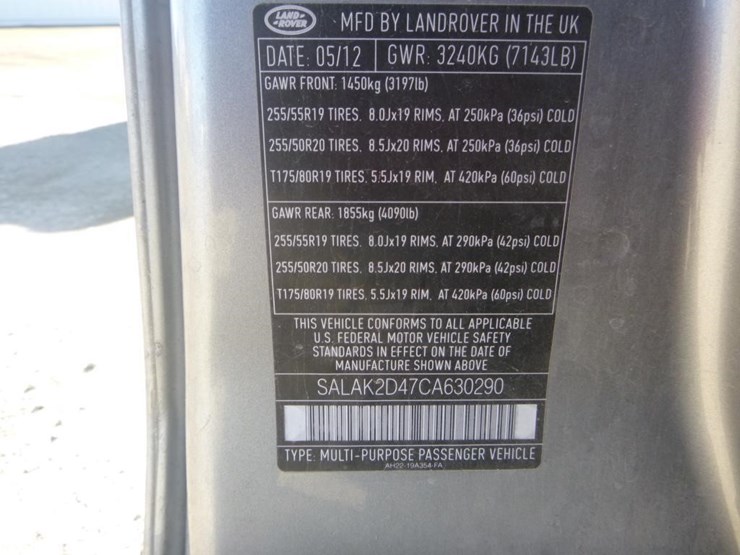 LAND-
-ROVER
MFD BY LANDROVER IN THE UK
DATE: 05/12 GWR: 3240KG (7143LB)
GAWR FRONT: 1450kg (3197lb)
255/55R19 TIRES. 8.0Jx19 RIMS, AT 250kPa (36psi) COLD
255/50R20 TIRES. 8.5Jx20 RIMS, AT 250kPa (36psi) COLD
T175/80R19 TIRES, 5.5Jx19 RIM, AT 420kPa (60psi) COLD
GAWR REAR: 1855kg (4090lb)
255/55R19 TIRES. 8.0Jx19 RIMS, AT 290kPa (42psi) COLD
255/50R20 TIRES. 8.5Jx20 RIMS, AT 290kPa (42psi) COLD
T175/80R19 TIRES, 5.5Jx19 RIM, AT 420kPa (60psi) COLD
THIS VEHICLE CONFORMS TO ALL APPLICABLE
U.S. FEDERAL MOTOR VEHICLE SAFETY
STANDARDS IN EFFECT ON THE DATE OF
MANUFACTURE SHOWN ABOVE
SALAK2D47CA630290
TYPE: MULTI-PURPOSE PASSENGER VEHICLE
AH22-19A354-FA